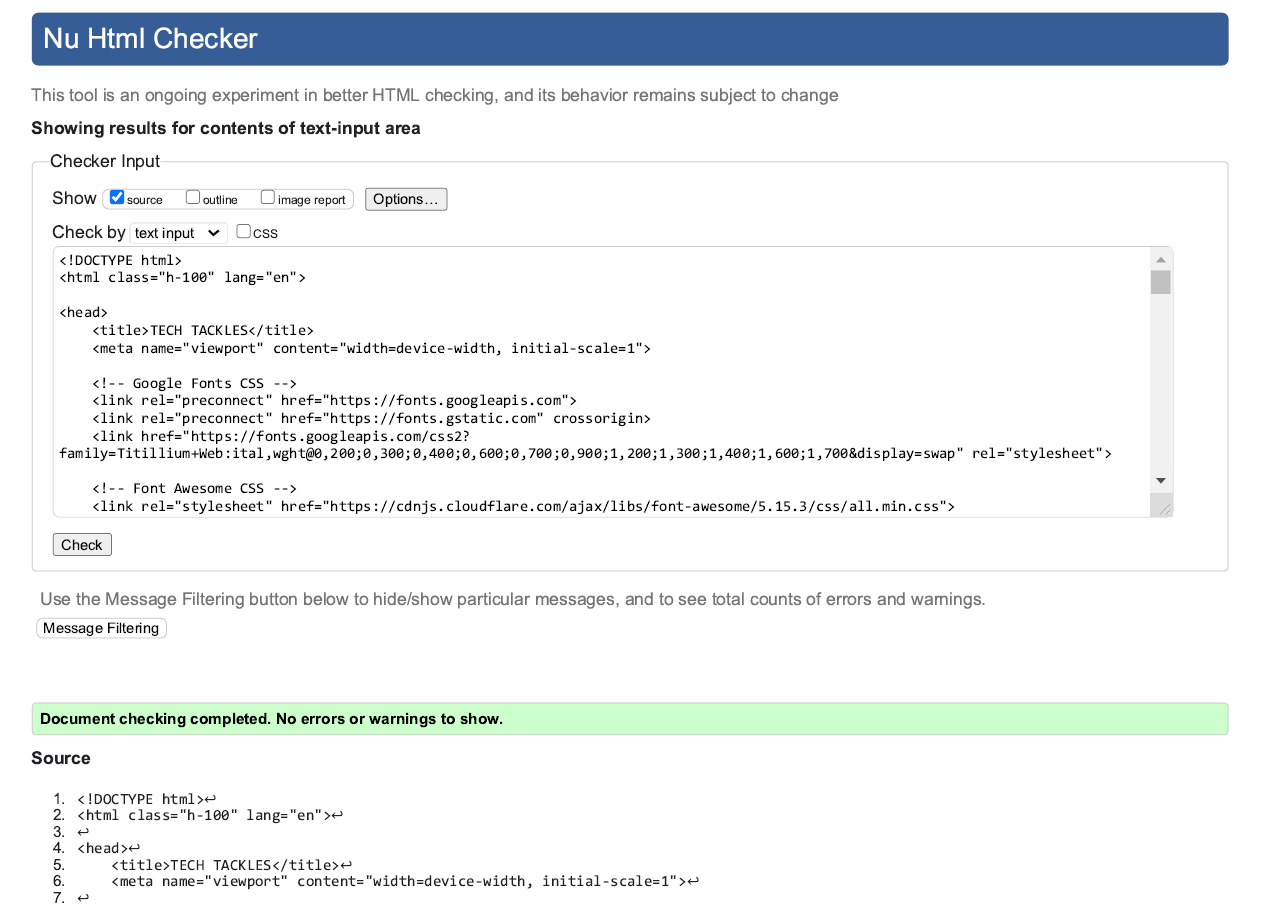 Nu Html Checker
This tool is an ongoing experiment in better HTML checking, and its behavior remains subject to change
Showing results for contents of text-input area
Checker Input
Show source outline image report Options...
Check by text input css
<!DOCTYPE html>
<html class="h-100" lang="en">
<head>
    <title>TECH TACKLES</title>
    <meta name="viewport" content="width=device-width, initial-scale=1">
    <!-- Google Fonts CSS -->
    <link rel="preconnect" href="https://fonts.googleapis.com">
    <link rel="preconnect" href="https://fonts.gstatic.com" crossorigin>
    <link href="https://fonts.googleapis.com/css2?
family=Titillium+Web:ital,wght@0,200;0,300;0,400;0,600;0,700;0,900;1,200;1,300;1,400;1,600;1,700&display=swap" rel="stylesheet">
    <!-- Font Awesome CSS -->
    <link rel="stylesheet" href="https://cdnjs.cloudflare.com/ajax/libs/font-awesome/5.15.3/css/all.min.css">
Check
Use the Message Filtering button below to hide/show particular messages, and to see total counts of errors and warnings.
Message Filtering
Document checking completed. No errors or warnings to show.
Source
1. <!DOCTYPE html>↩
2. <html class="h-100" lang="en">↩
3. ↩
4. <head>↩
5.     <title>TECH TACKLES</title>↩
6.     <meta name="viewport" content="width=device-width, initial-scale=1">↩
7. ↩